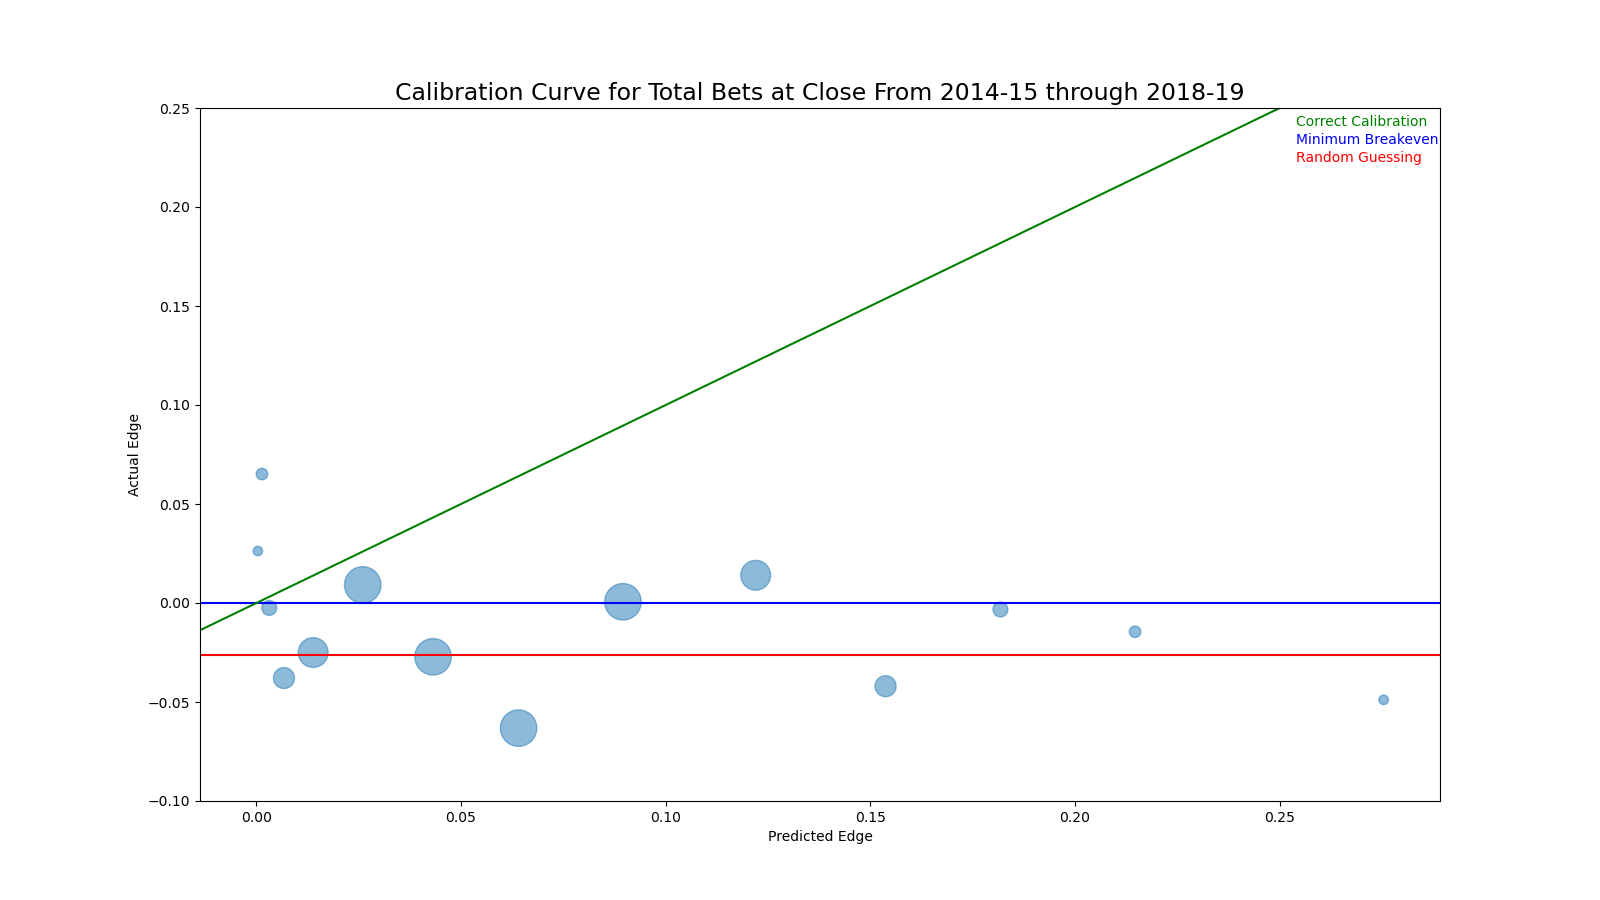 Calibration Curve for Total Bets at Close From 2014-15 through 2018-19
Correct Calibration
Minimum Breakeven
Random Guessing
0.25
0.20
0.15
0.10
0.05
0.00
−0.05
−0.10
Actual Edge
0.00 0.05 0.10 0.15 0.20 0.25
Predicted Edge